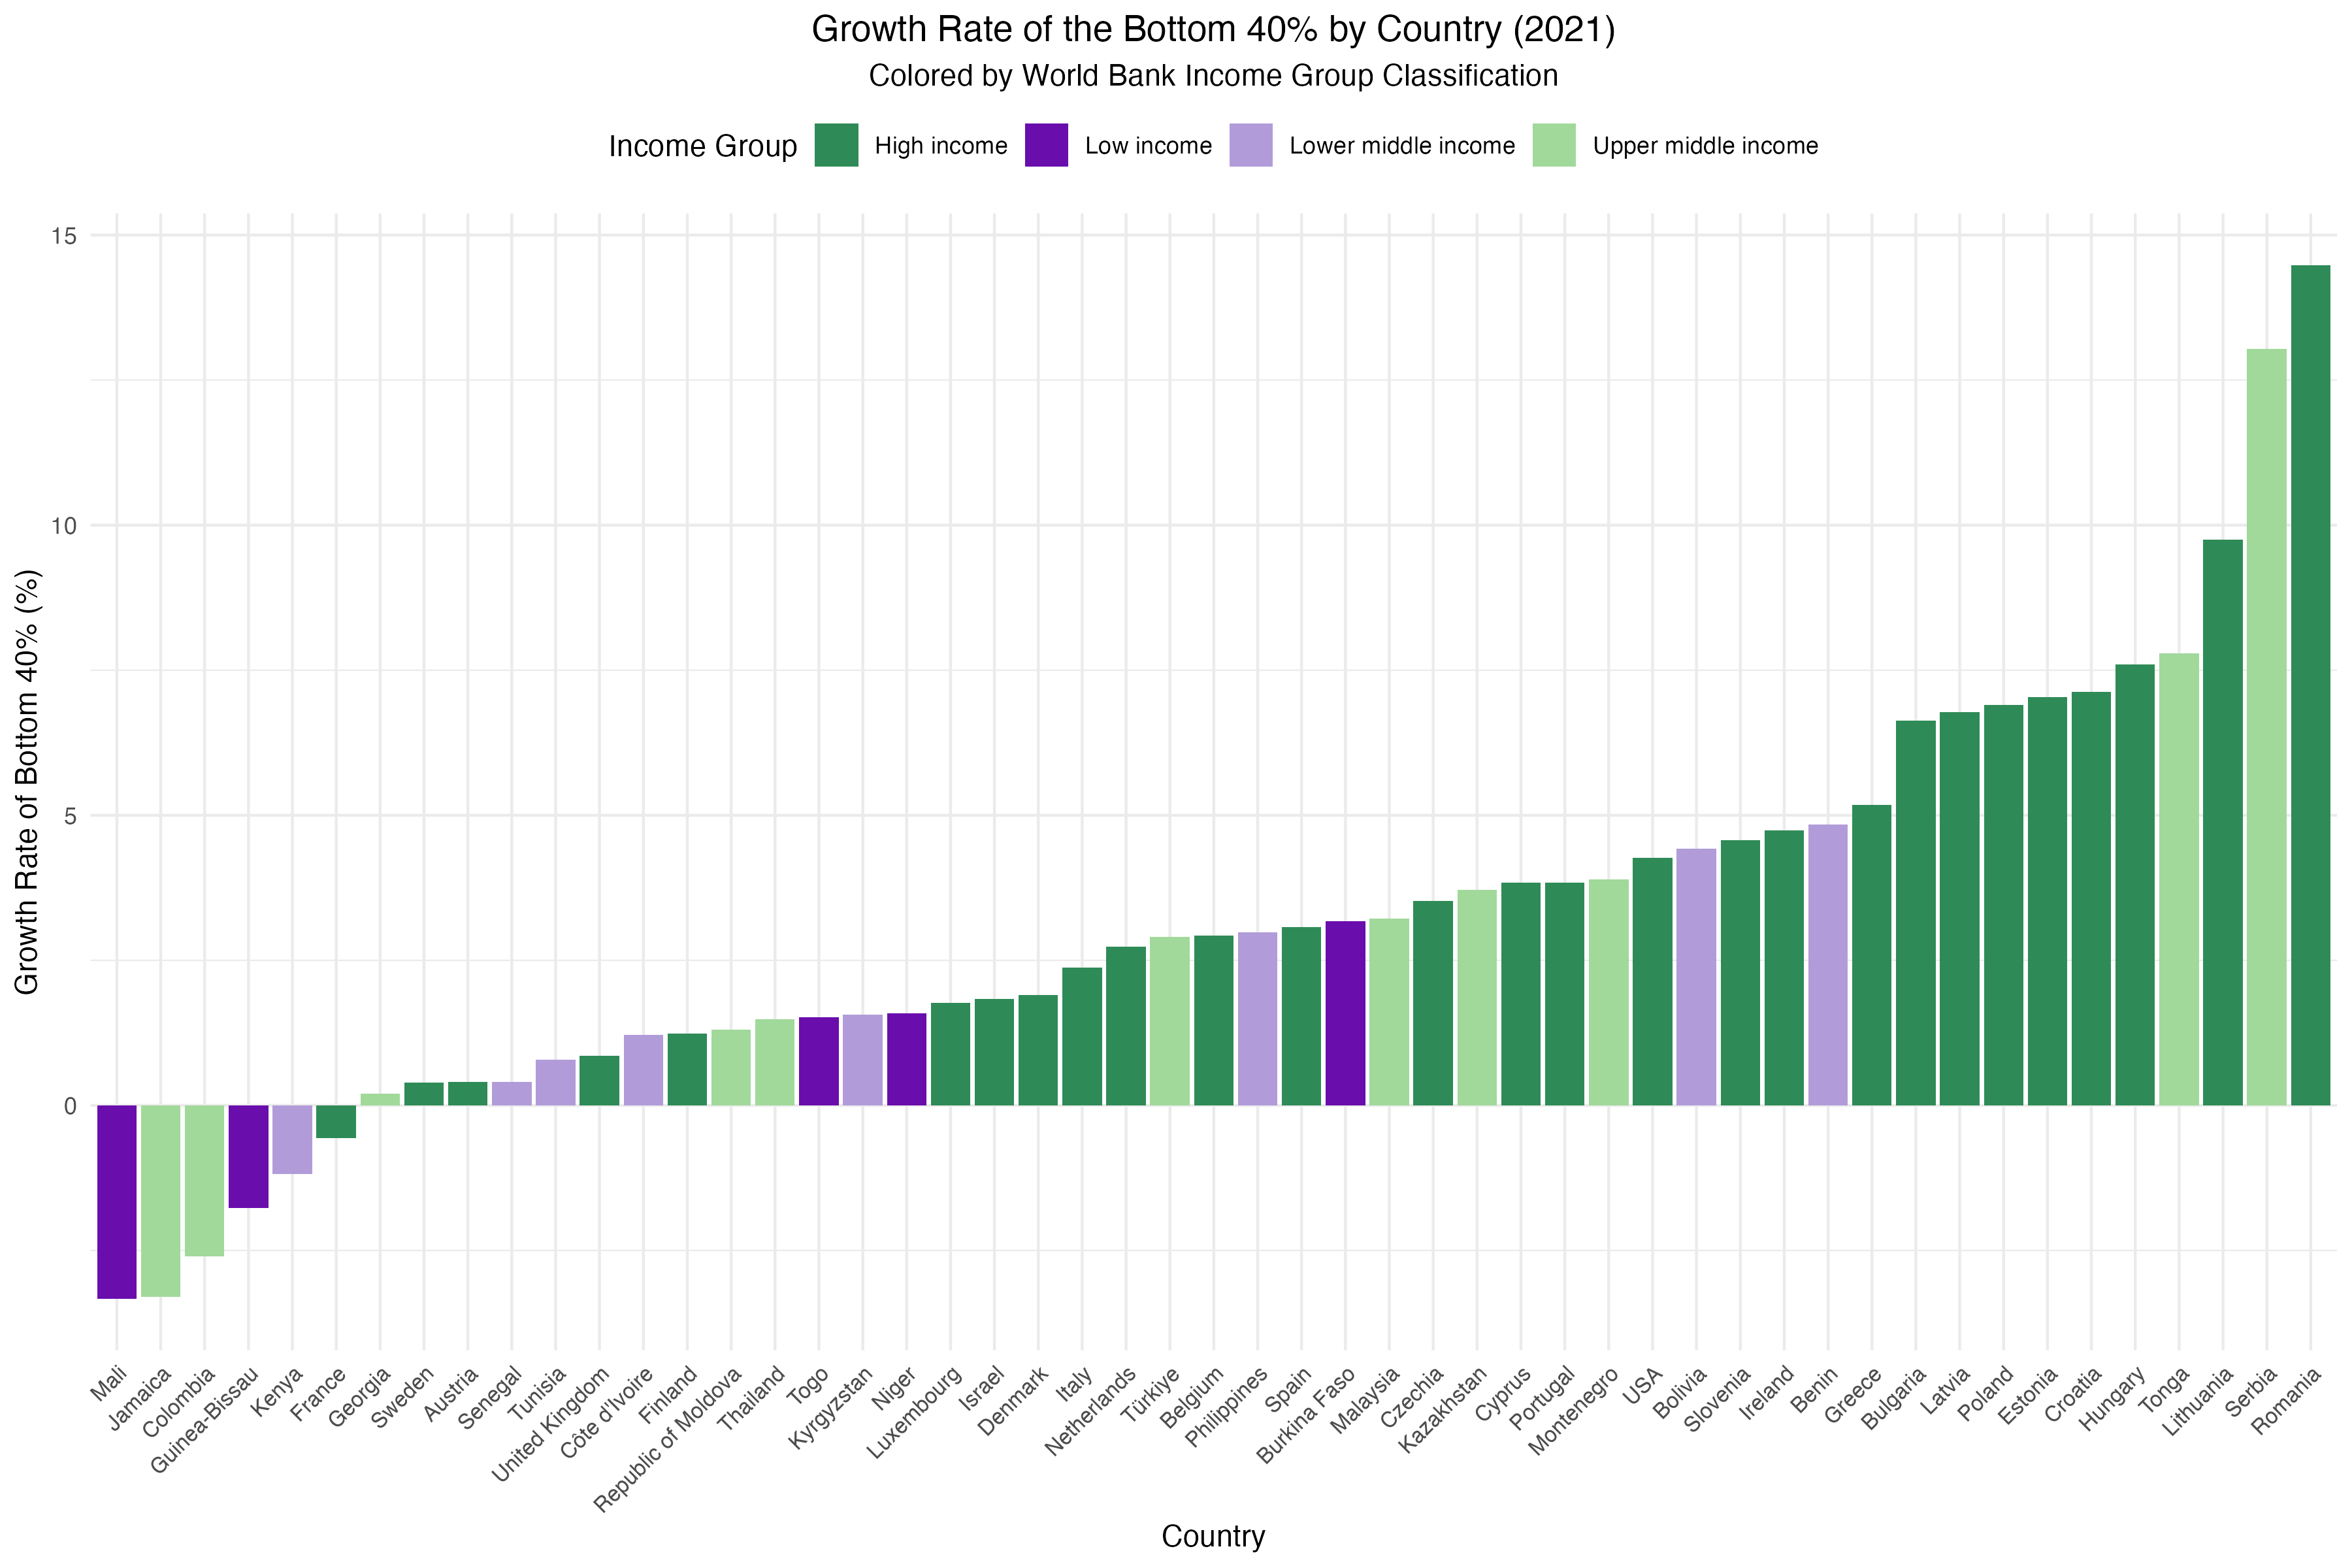 Growth Rate of the Bottom 40% by Country (2021)
Colored by World Bank Income Group Classification
Income Group High income Low income Lower middle income Upper middle income
Growth Rate of Bottom 40% (%)
15
10
5
0
Mali
Jamaica
Colombia
Guinea-Bissau
Kenya
France
Georgia
Sweden
Austria
Senegal
Tunisia
United Kingdom
Côte d'Ivoire
Finland
Republic of Moldova
Thailand
Togo
Kyrgyzstan
Niger
Luxembourg
Israel
Denmark
Italy
Netherlands
Türkiye
Belgium
Philippines
Spain
Burkina Faso
Malaysia
Czechia
Kazakhstan
Cyprus
Portugal
Montenegro
USA
Bolivia
Slovenia
Ireland
Benin
Greece
Bulgaria
Latvia
Poland
Estonia
Croatia
Hungary
Tonga
Lithuania
Serbia
Romania
Country